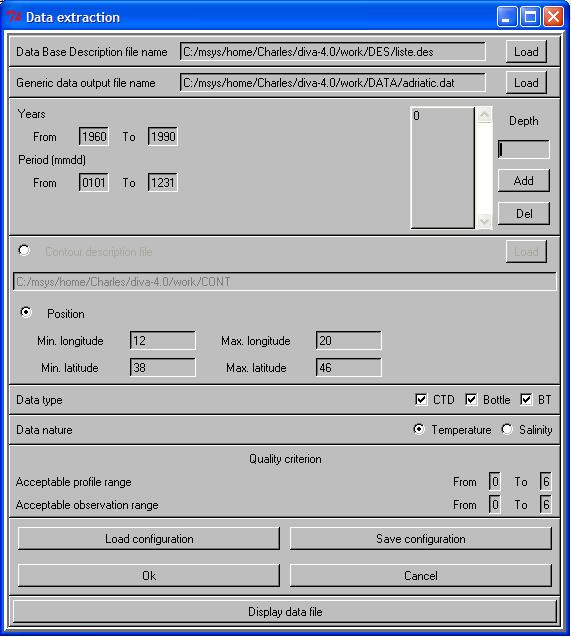 Data extraction
Data Base Description file name C:/msys/home/Charles/diva-4.0/work/DES/liste.des Load
Generic data output file name C:/msys/home/Charles/diva-4.0/work/DATA/adriatic.dat Load
Years
0
Depth
From 1960 To 1990
Period (mmdd)
From 0101 To 1231
Add
Del
Contour description file Load
C:/msys/home/Charles/diva-4.0/work/CONT
Position
Min. longitude 12 Max. longitude 20
Min. latitude 38 Max. latitude 46
Data type CTD Bottle BT
Data nature Temperature Salinity
Quality criterion
Acceptable profile range From 0 To 6
Acceptable observation range From 0 To 6
Load configuration Save configuration
Ok Cancel
Display data file